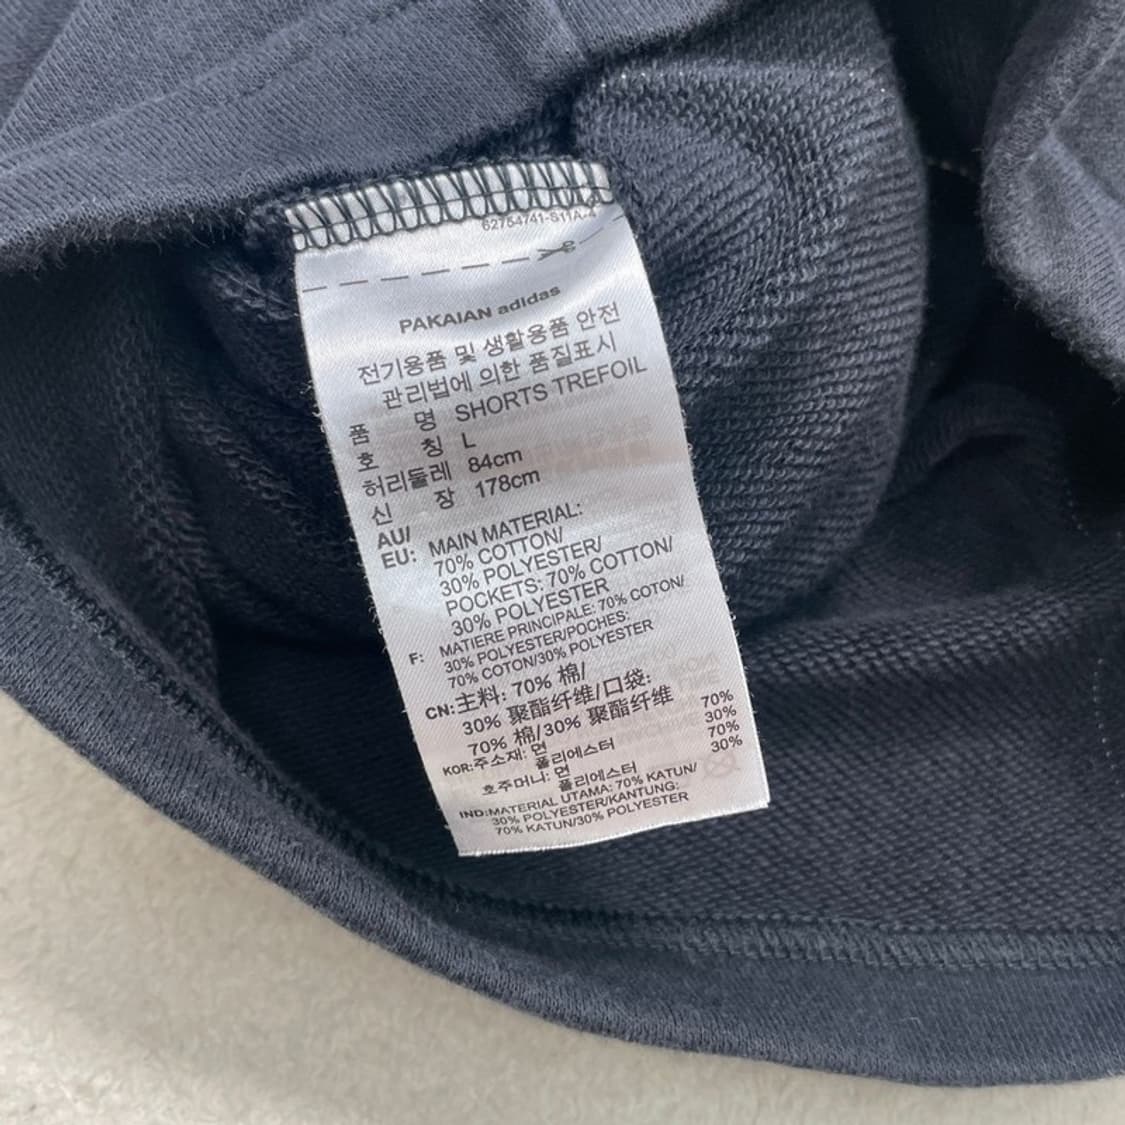 62754741-S11A-4
PAKAIAN adidas
전기용품 및 생활용품 안전
관리법에 의한 품질표시
품 명 SHORTS TREFOIL
호 칭 L
허리둘레 84cm
신 장 178cm
AU/
EU: MAIN MATERIAL:
70% COTTON/
30% POLYESTER/
POCKETS: 70% COTTON/
30% POLYESTER
F: MATIERE PRINCIPALE: 70% COTON/
30% POLYESTER/POCHES:
70% COTON/30% POLYESTER
CN:主料: 70% 棉/
30% 聚酯纤维/口袋:
70% 棉/30% 聚酯纤维
KOR:주소재: 면 70%
폴리에스터 30%
호주머니: 면 70%
폴리에스터 30%
IND:MATERIAL UTAMA: 70% KATUN/
30% POLYESTER/KANTUNG:
70% KATUN/30% POLYESTER